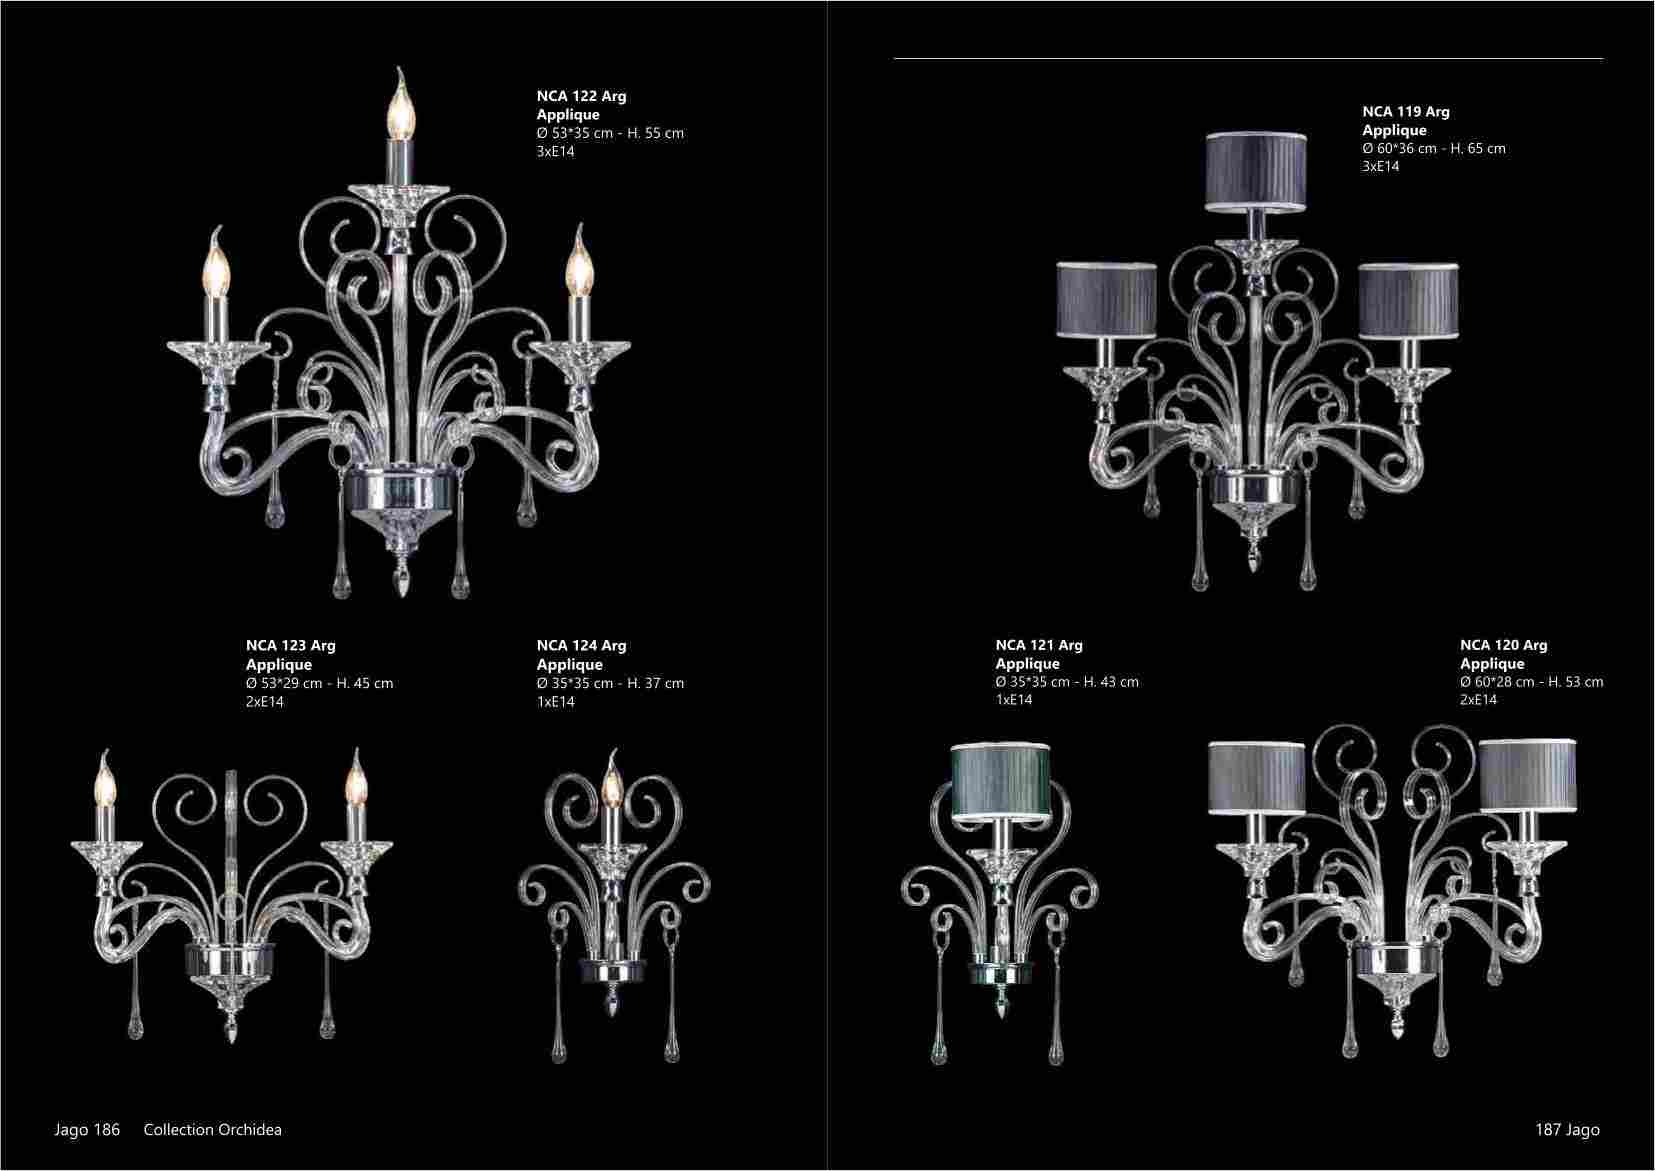 NCA 122 Arg
Applique
Ø 53*35 cm - H. 55 cm
3xE14
NCA 123 Arg
Applique
Ø 53*29 cm - H. 45 cm
2xE14
NCA 124 Arg
Applique
Ø 35*35 cm - H. 37 cm
1xE14
Jago 186 Collection Orchidea
NCA 119 Arg
Applique
Ø 60*36 cm - H. 65 cm
3xE14
NCA 121 Arg
Applique
Ø 35*35 cm - H. 43 cm
1xE14
NCA 120 Arg
Applique
Ø 60*28 cm - H. 53 cm
2xE14
187 Jago